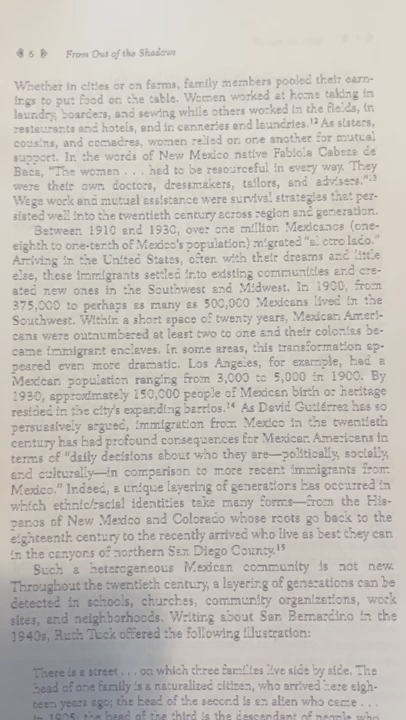 6 From Out of the Shadows
Whether in cities or on farms, family members pooled their earn-
ings to put food on the table. Women worked at home taking in
laundry, boarders, and sewing while others worked in the fields, in
restaurants and hotels, and in canneries and laundries.12 As sisters,
cousins, and comadres, women relied on one another for mutual
support. In the words of New Mexico native Fabiola Cabeza de
Baca, "The women . . . had to be resourceful in every way. They
were their own doctors, dressmakers, tailors, and advisers."13
Wage work and mutual assistance were survival strategies that per-
sisted well into the twentieth century across region and generation.
Between 1910 and 1930, over one million Mexicanos (one-
eighth to one-tenth of Mexico's population) migrated "al otro lado."
Arriving in the United States, often with their dreams and little
else, these immigrants settled into existing communities and cre-
ated new ones in the Southwest and Midwest. In 1900, from
375,000 to perhaps as many as 500,000 Mexicans lived in the
Southwest. Within a short space of twenty years, Mexican Ameri-
cans were outnumbered at least two to one and their colonias be-
came immigrant enclaves. In some areas, this transformation ap-
peared even more dramatic. Los Angeles, for example, had a
Mexican population ranging from 3,000 to 5,000 in 1900. By
1930, approximately 150,000 people of Mexican birth or heritage
resided in the city's expanding barrios.14 As David Gutiérrez has so
persuasively argued, immigration from Mexico in the twentieth
century has had profound consequences for Mexican Americans in
terms of "daily decisions about who they are—politically, socially,
and culturally—in comparison to more recent immigrants from
Mexico." Indeed, a unique layering of generations has occurred in
which ethnic/racial identities take many forms—from the His-
panos of New Mexico and Colorado whose roots go back to the
eighteenth century to the recently arrived who live as best they can
in the canyons of northern San Diego County.15
Such a heterogeneous Mexican community is not new.
Throughout the twentieth century, a layering of generations can be
detected in schools, churches, community organizations, work
sites, and neighborhoods. Writing about San Bernardino in the
1940s, Ruth Tuck offered the following illustration:
There is a street . . . on which three families live side by side. The
head of one family is a naturalized citizen, who arrived here eigh-
teen years ago; the head of the second is an alien who came . . .
in 1905; the head of the third is the descendant of people who